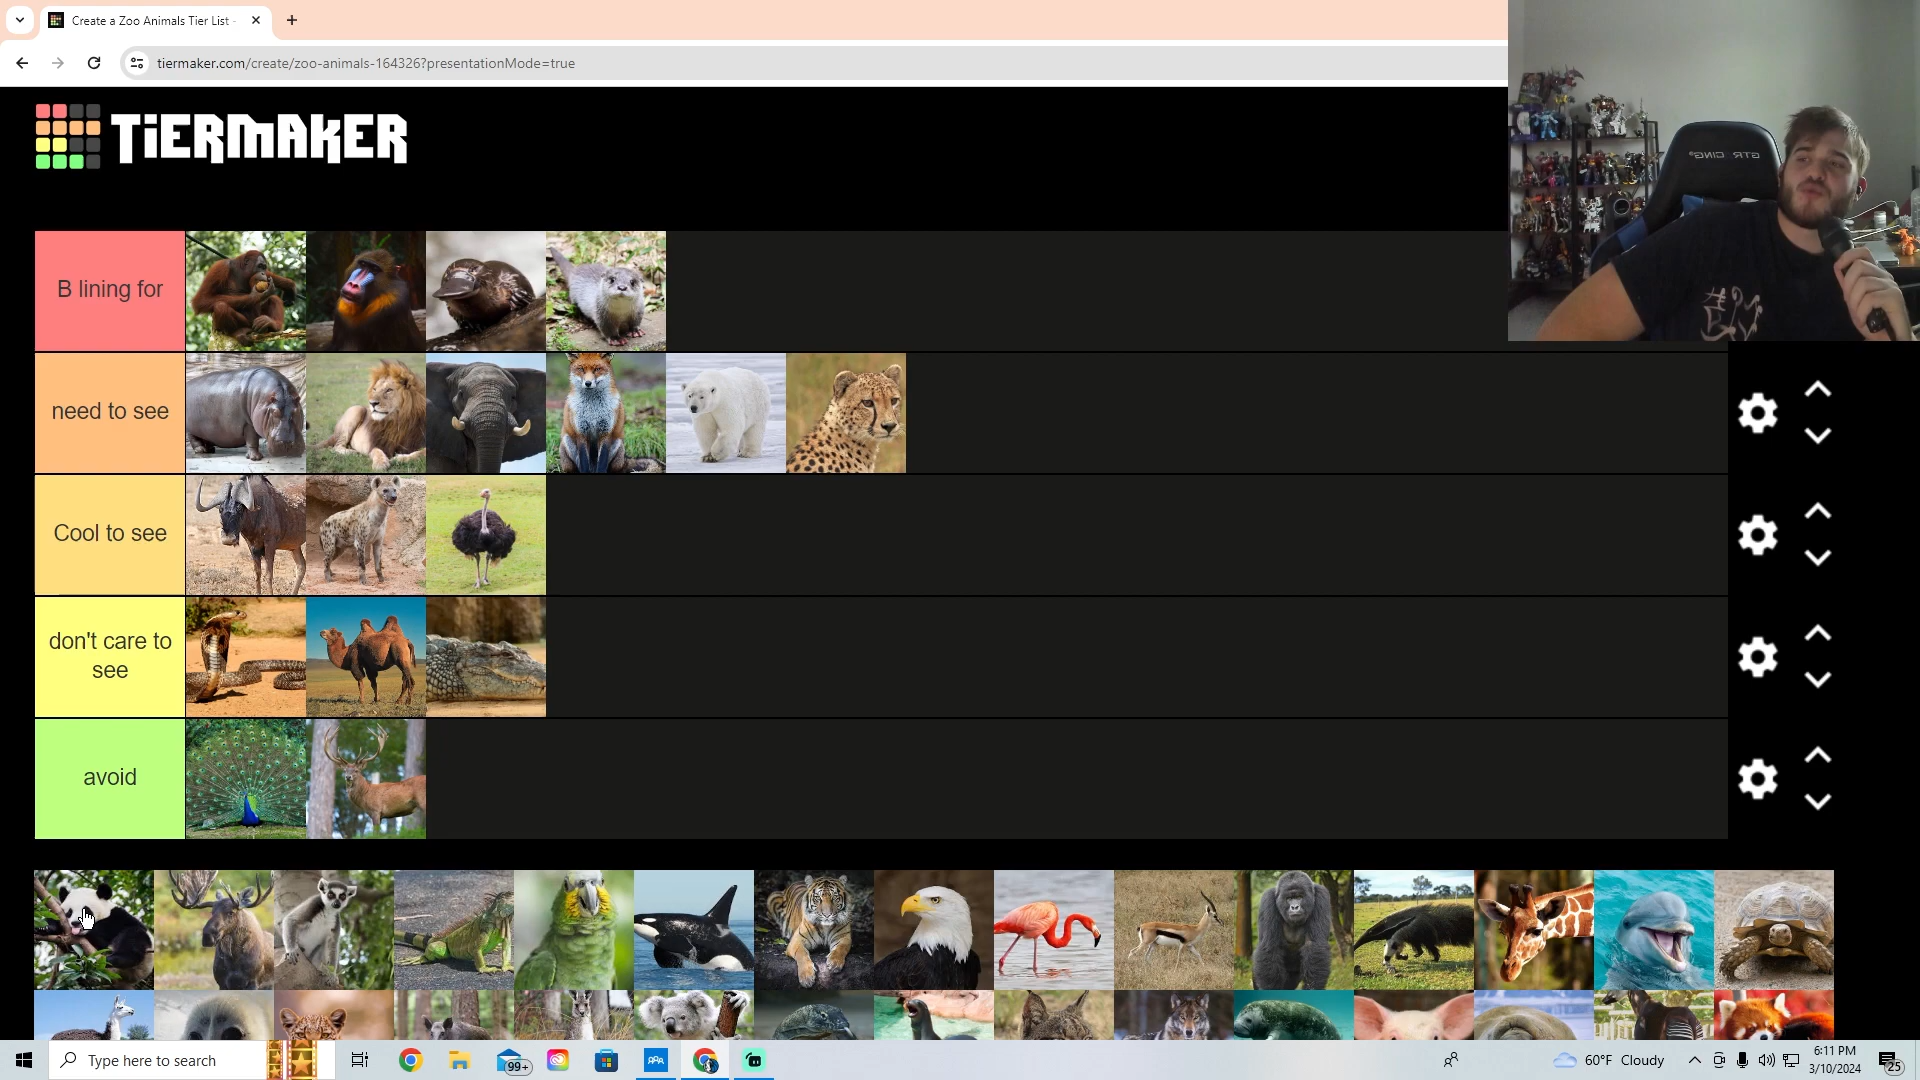 Create a Zoo Animals Tier List -
tiermaker.com/create/zoo-animals-164326?presentationMode=true
TiERMAKER
GTRACING
B lining for
need to see
Cool to see
don't care to
see
avoid
Type here to search
99+
60°F Cloudy
6:11 PM
3/10/2024
25